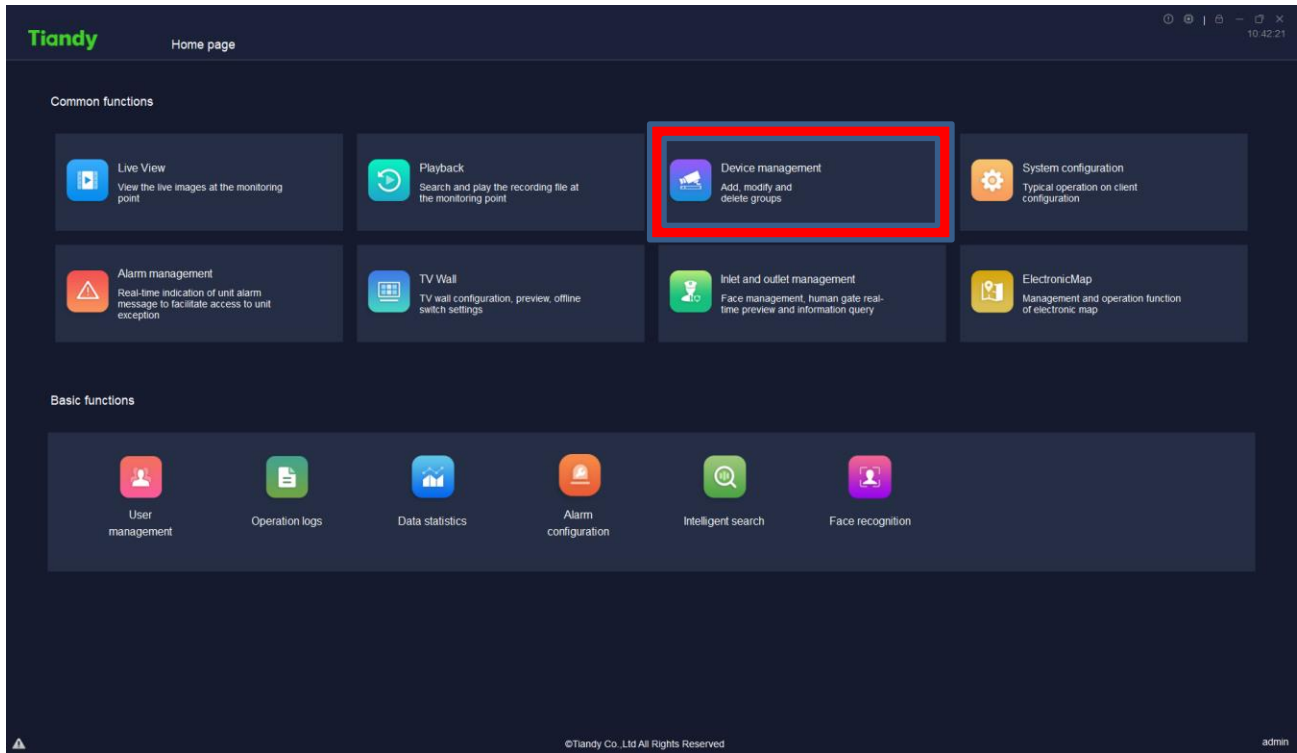 Tiandy
Home page
10:42:21
Common functions
Live View
View the live images at the monitoring
point
Playback
Search and play the recording file at
the monitoring point
Device management
Add, modify and
delete groups
System configuration
Typical operation on client
configuration
Alarm management
Real-time indication of unit alarm
message to facilitate access to unit
exception
TV Wall
TV wall configuration, preview, offline
switch settings
Inlet and outlet management
Face management, human gate real-
time preview and information query
ElectronicMap
Management and operation function
of electronic map
Basic functions
User
management
Operation logs
Data statistics
Alarm
configuration
Intelligent search
Face recognition
©Tiandy Co.,Ltd All Rights Reserved
admin